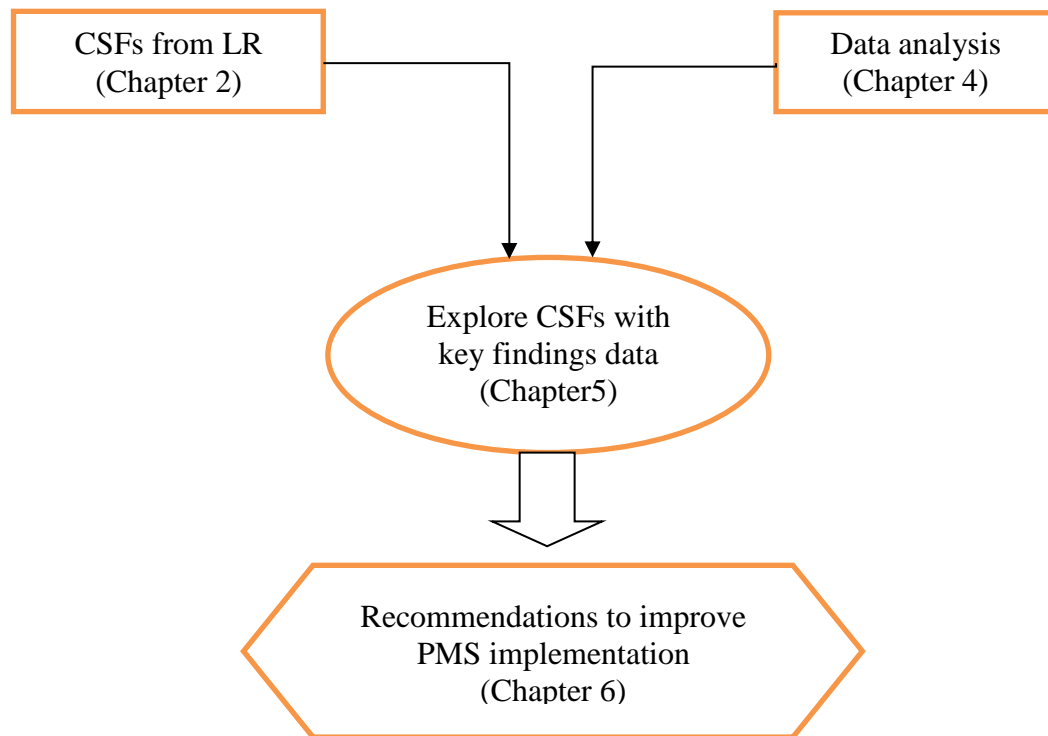 CSFs from LR
(Chapter 2)
Data analysis
(Chapter 4)
Explore CSFs with
key findings data
(Chapter5)
Recommendations to improve
PMS implementation
(Chapter 6)